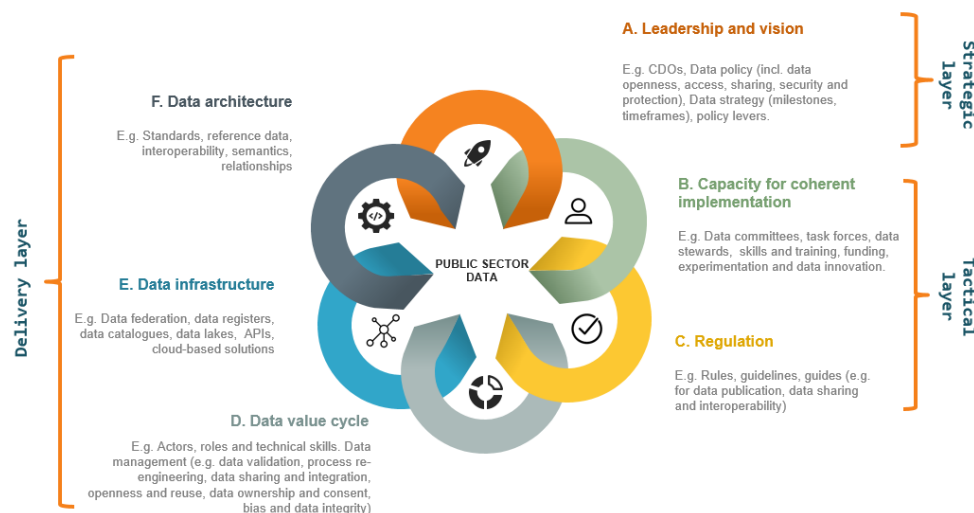 A. Leadership and vision
E.g. CDOs, Data policy (incl. data
openness, access, sharing, security and
protection), Data strategy (milestones,
timeframes), policy levers.
Strategic
layer
B. Capacity for coherent
implementation
E.g. Data committees, task forces, data
stewards, skills and training, funding,
experimentation and data innovation.
C. Regulation
E.g. Rules, guidelines, guides (e.g.
for data publication, data sharing
and interoperability)
Tactical
layer
PUBLIC SECTOR
DATA
Delivery layer
F. Data architecture
E.g. Standards, reference data,
interoperability, semantics,
relationships
E. Data infrastructure
E.g. Data federation, data registers,
data catalogues, data lakes, APIs,
cloud-based solutions
D. Data value cycle
E.g. Actors, roles and technical skills. Data
management (e.g. data validation, process re-
engineering, data sharing and integration,
openness and reuse, data ownership and consent,
bias and data integrity)